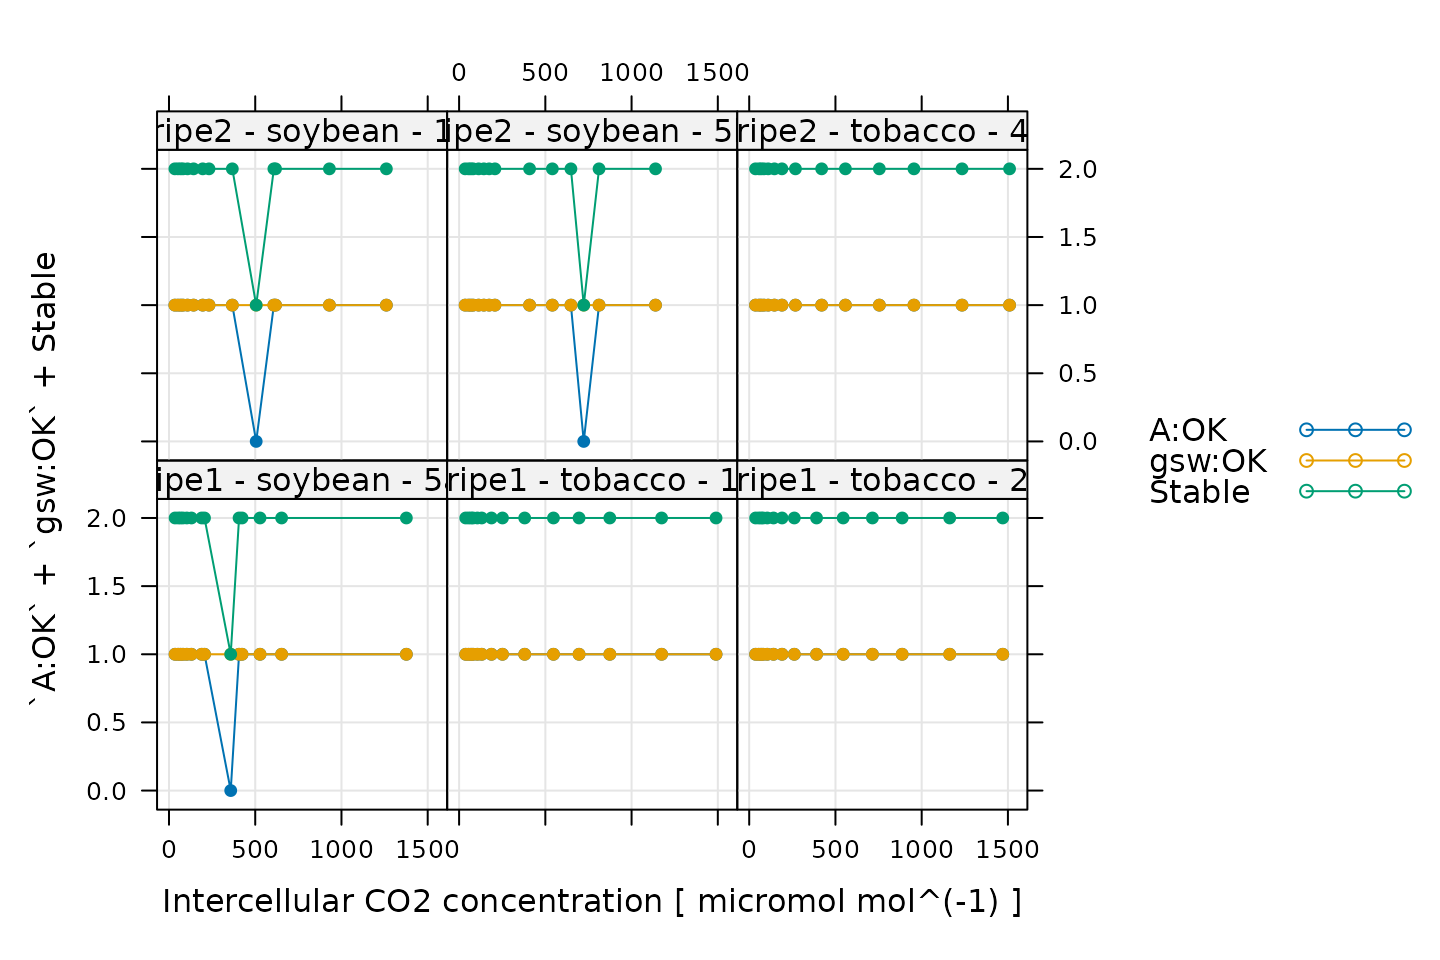 0 500 1000 1500
ripe2 - soybean - 1
ipe2 - soybean - 5
ripe2 - tobacco - 4
2.0
1.5
1.0
0.5
0.0
`A:OK` + `gsw:OK` + Stable
ripe1 - soybean - 5
ripe1 - tobacco - 1
ripe1 - tobacco - 2
2.0
1.5
1.0
0.5
0.0
0 500 1000 1500
0 500 1000 1500
Intercellular CO2 concentration [ micromol mol^(-1) ]
A:OK
gsw:OK
Stable